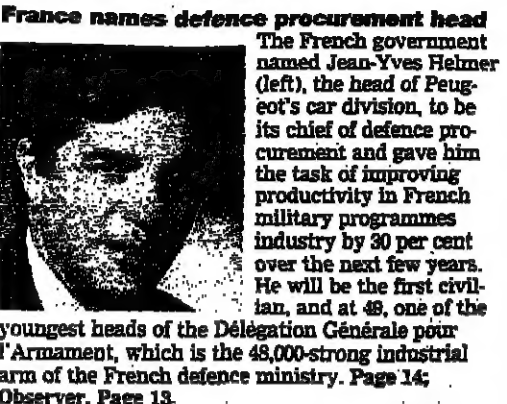 France names defence procurement head
The French government
named Jean-Yves Helmer
(left), the head of Peug-
eot's car division, to be
its chief of defence pro-
curement and gave him
the task of improving
productivity in French
military programmes
industry by 30 per cent
over the next few years.
He will be the first civil-
ian, and at 49, one of the
youngest heads of the Délégation Générale pour
l'Armament, which is the 48,000-strong industrial
arm of the French defence ministry. Page 14;
Observer, Page 13